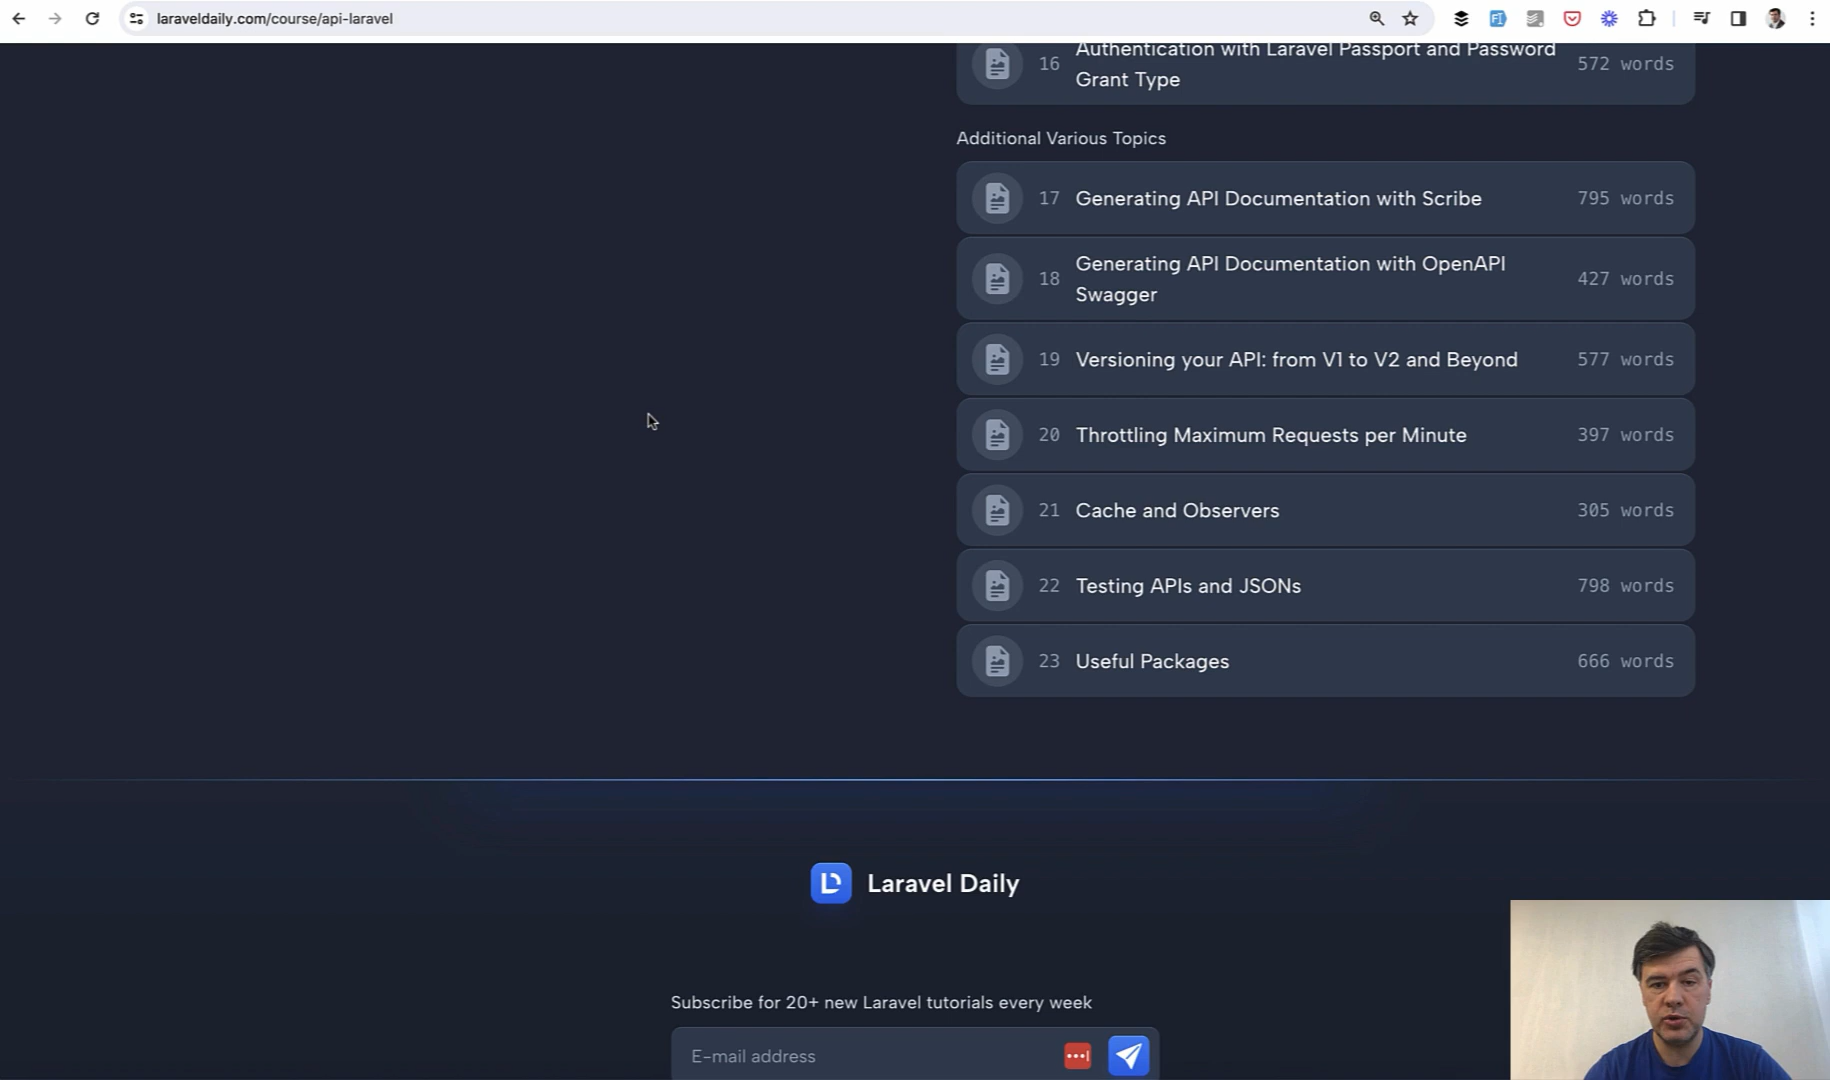 laraveldaily.com/course/api-laravel
16
Authentication with Laravel Passport and Password
Grant Type
572 words
Additional Various Topics
17
Generating API Documentation with Scribe
795 words
18
Generating API Documentation with OpenAPI
Swagger
427 words
19
Versioning your API: from V1 to V2 and Beyond
577 words
20
Throttling Maximum Requests per Minute
397 words
21
Cache and Observers
305 words
22
Testing APIs and JSONs
798 words
23
Useful Packages
666 words
Laravel Daily
Subscribe for 20+ new Laravel tutorials every week
E-mail address